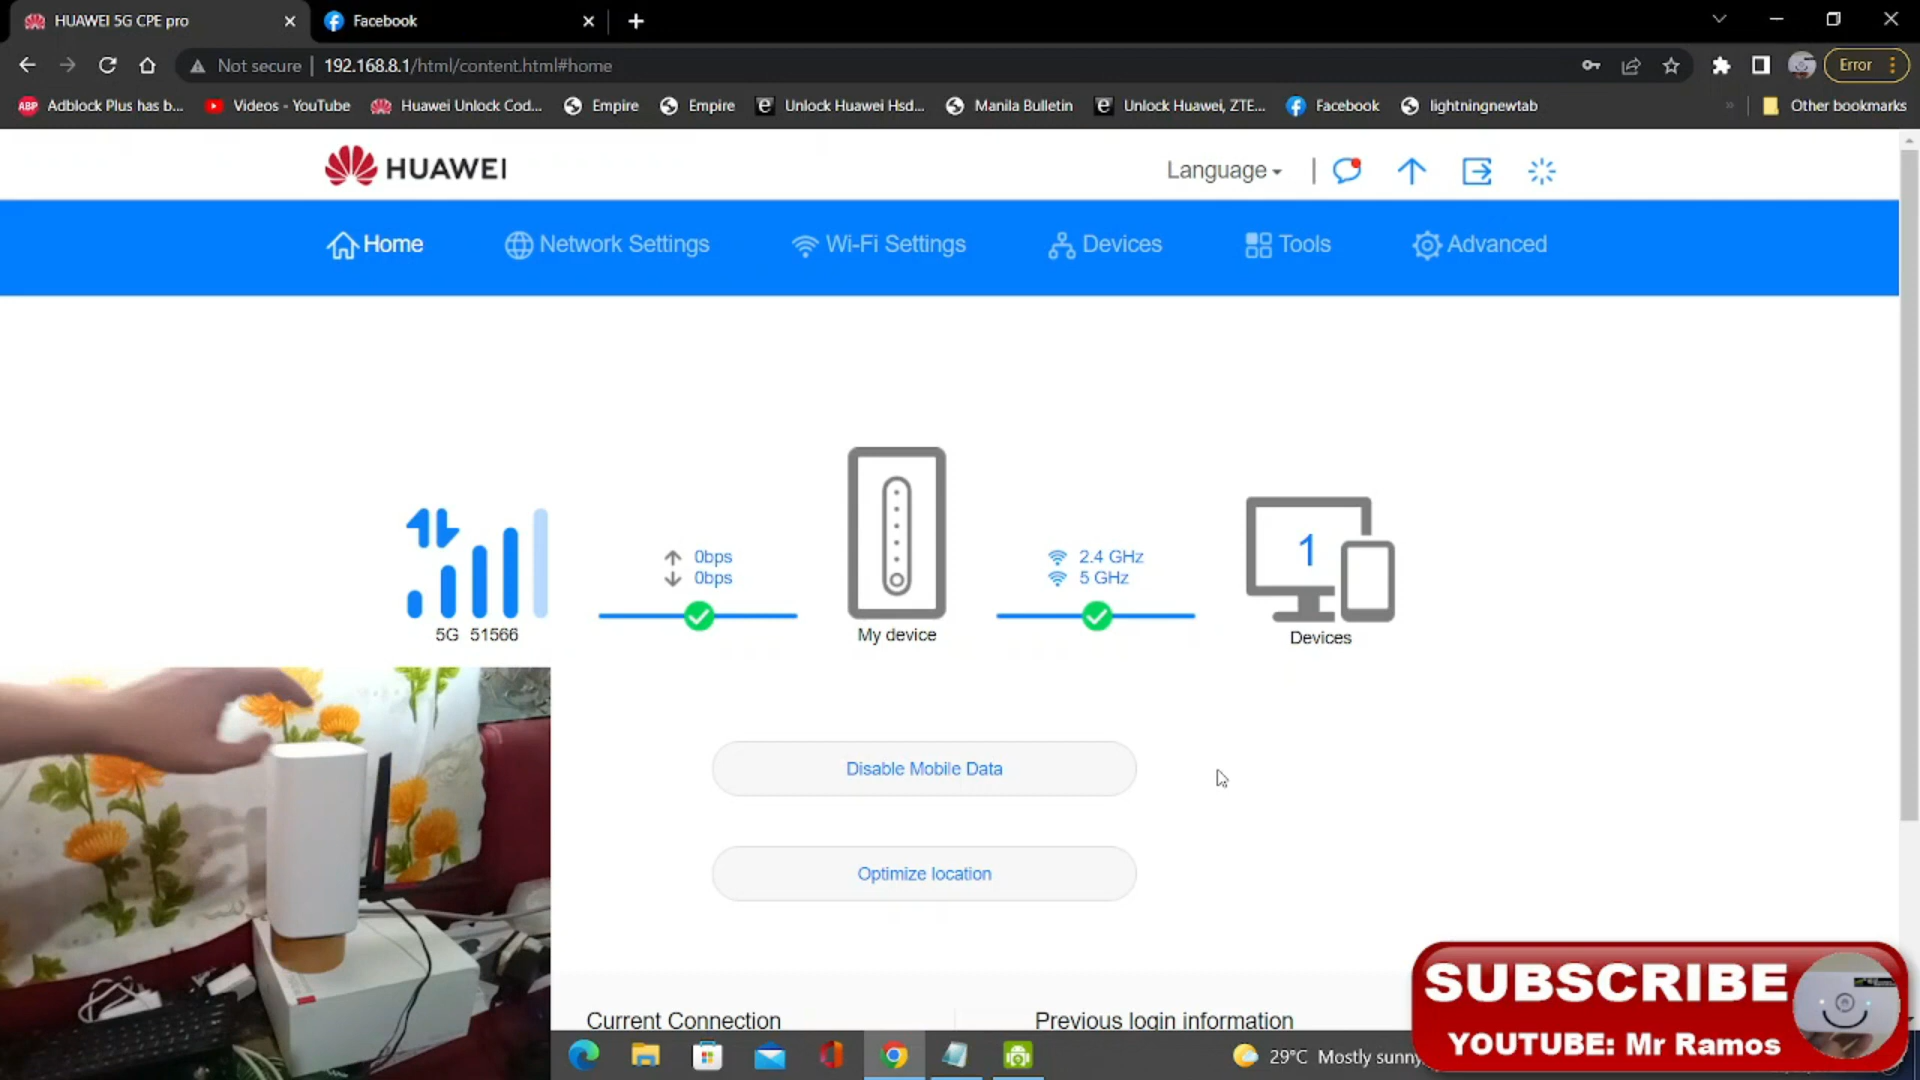 HUAWEI 5G CPE pro
Facebook
Not secure
192.168.8.1/html/content.html#home
Error
ABP
Adblock Plus has b...
Videos - YouTube
Huawei Unlock Cod...
Empire
Empire
Unlock Huawei Hsd...
Manila Bulletin
Unlock Huawei, ZTE...
Facebook
lightningnewtab
Other bookmarks
HUAWEI
Language
Home
Network Settings
Wi-Fi Settings
Devices
Tools
Advanced
0bps
0bps
2.4 GHz
5 GHz
1
5G 51566
My device
Devices
Disable Mobile Data
Optimize location
Current Connection
Previous login information
SUBSCRIBE
YOUTUBE: Mr Ramos
29°C Mostly sunny